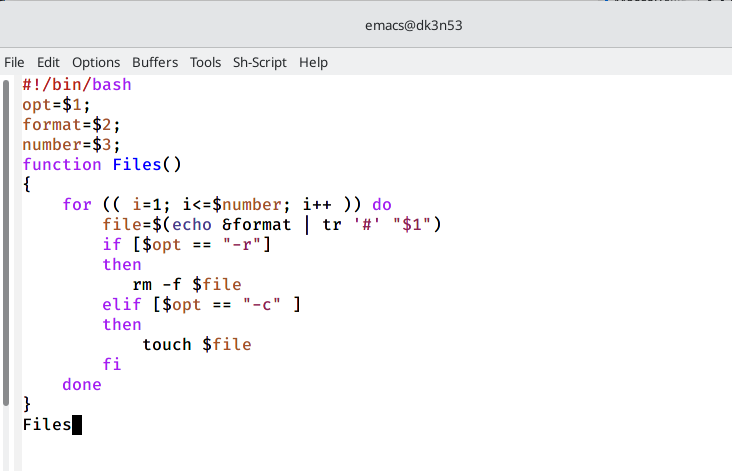 emacs@dk3n53
File Edit Options Buffers Tools Sh-Script Help
#!/bin/bash
opt=$1;
format=$2;
number=$3;
function Files()
{
    for (( i=1; i<=$number; i++ )) do
        file=$(echo &format | tr '#' "$1")
        if [$opt == "-r"]
        then
           rm -f $file
        elif [$opt == "-c" ]
        then
            touch $file
        fi
    done
}
Files